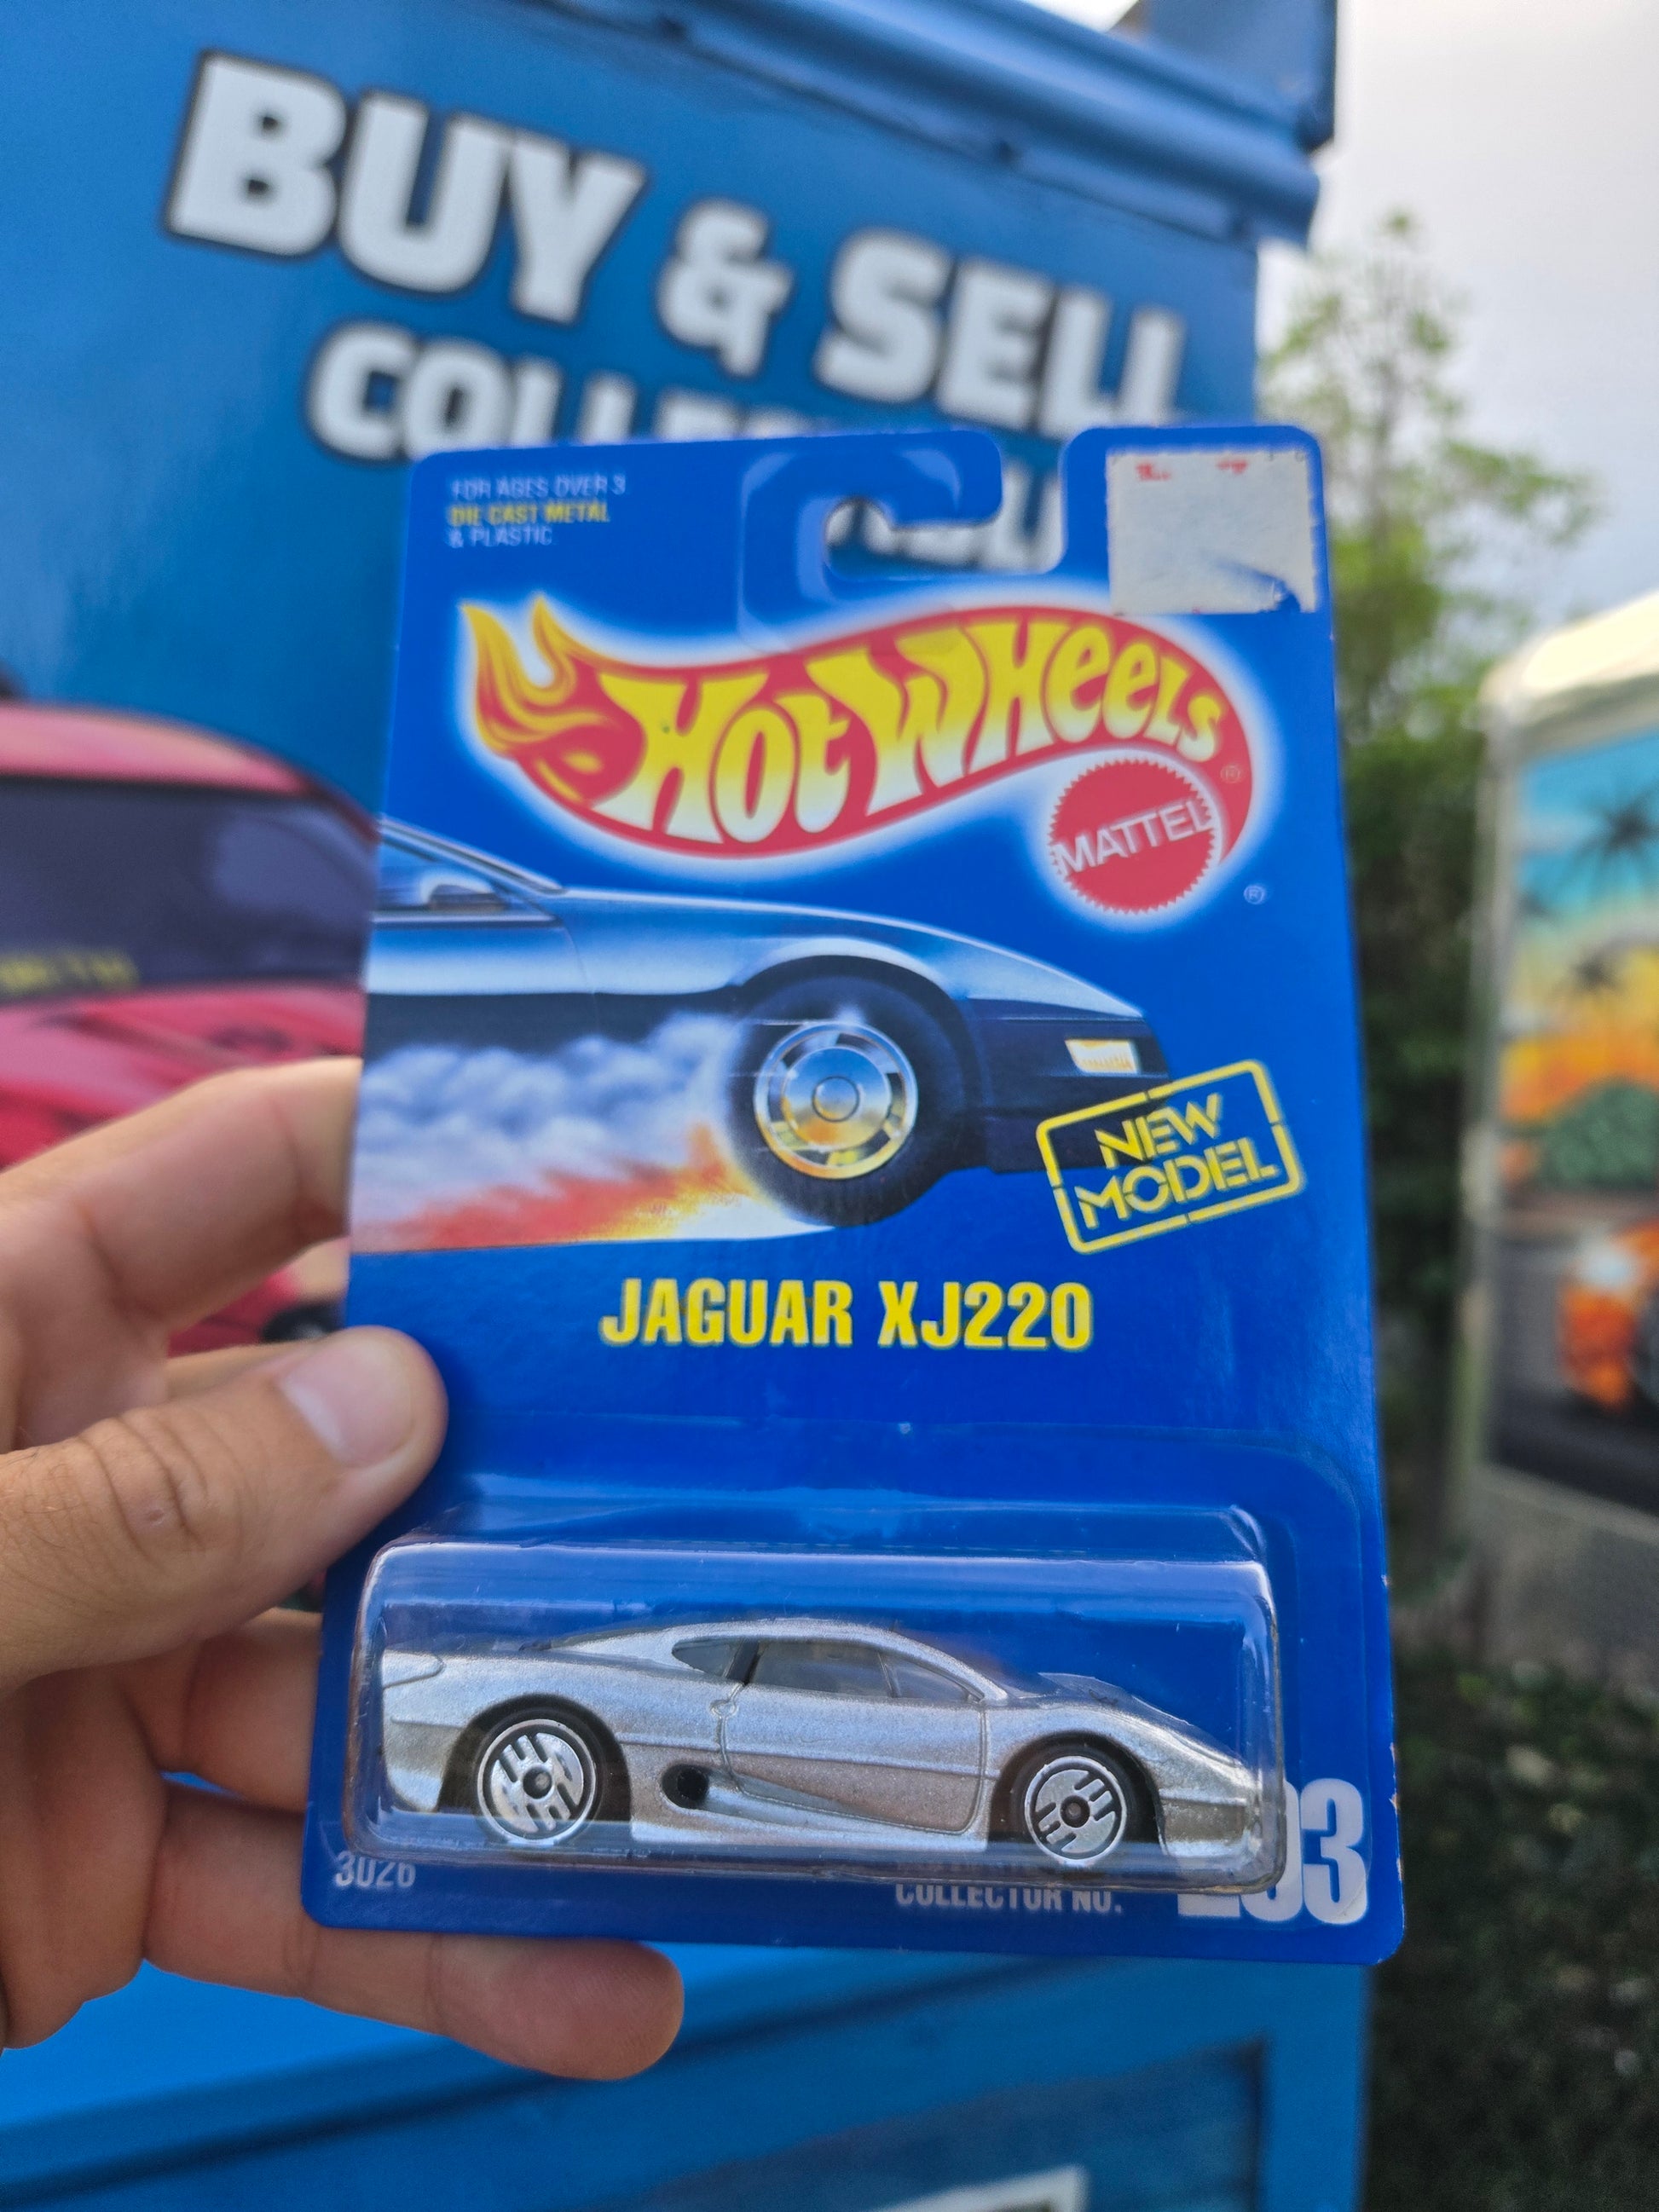 BUY & SELL
FOR AGES OVER 3
DIE CAST METAL
& PLASTIC
HOT WHEELS
®
MATTEL
®
NEW
MODEL
JAGUAR XJ220
3026
COLLECTOR NO.